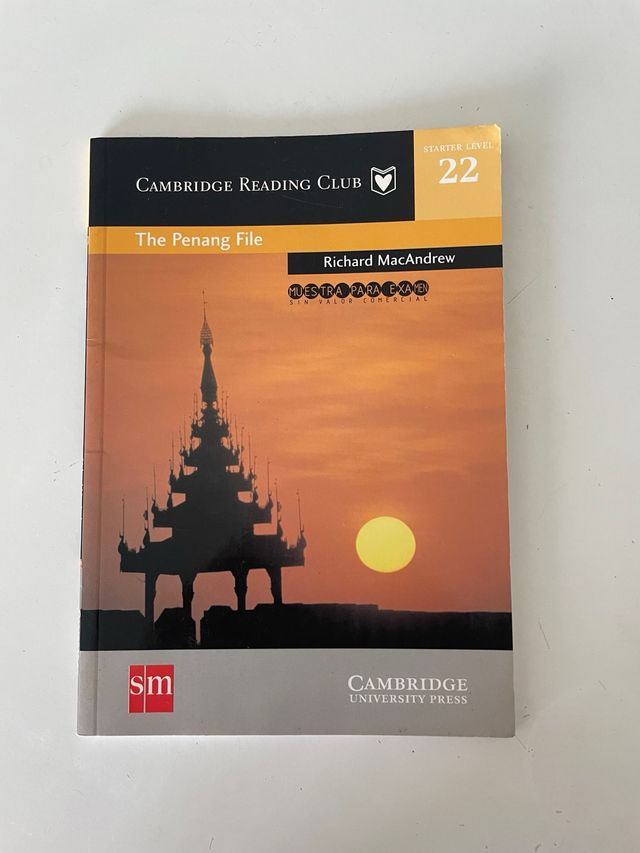 STARTER LEVEL
22
CAMBRIDGE READING CLUB
The Penang File
Richard MacAndrew
MUESTRA PARA EXAMEN
SIN VALOR COMERCIAL
sm
CAMBRIDGE
UNIVERSITY PRESS